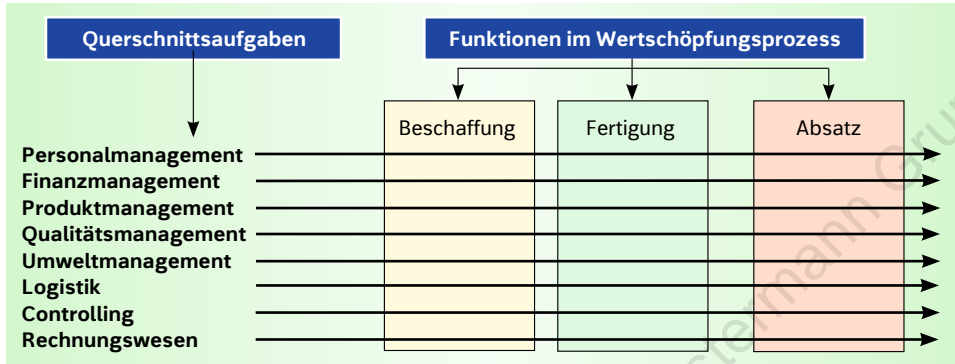 Querschnittsaufgaben
Funktionen im Wertschöpfungsprozess
Beschaffung
Fertigung
Absatz
Personalmanagement
Finanzmanagement
Produktmanagement
Qualitätsmanagement
Umweltmanagement
Logistik
Controlling
Rechnungswesen